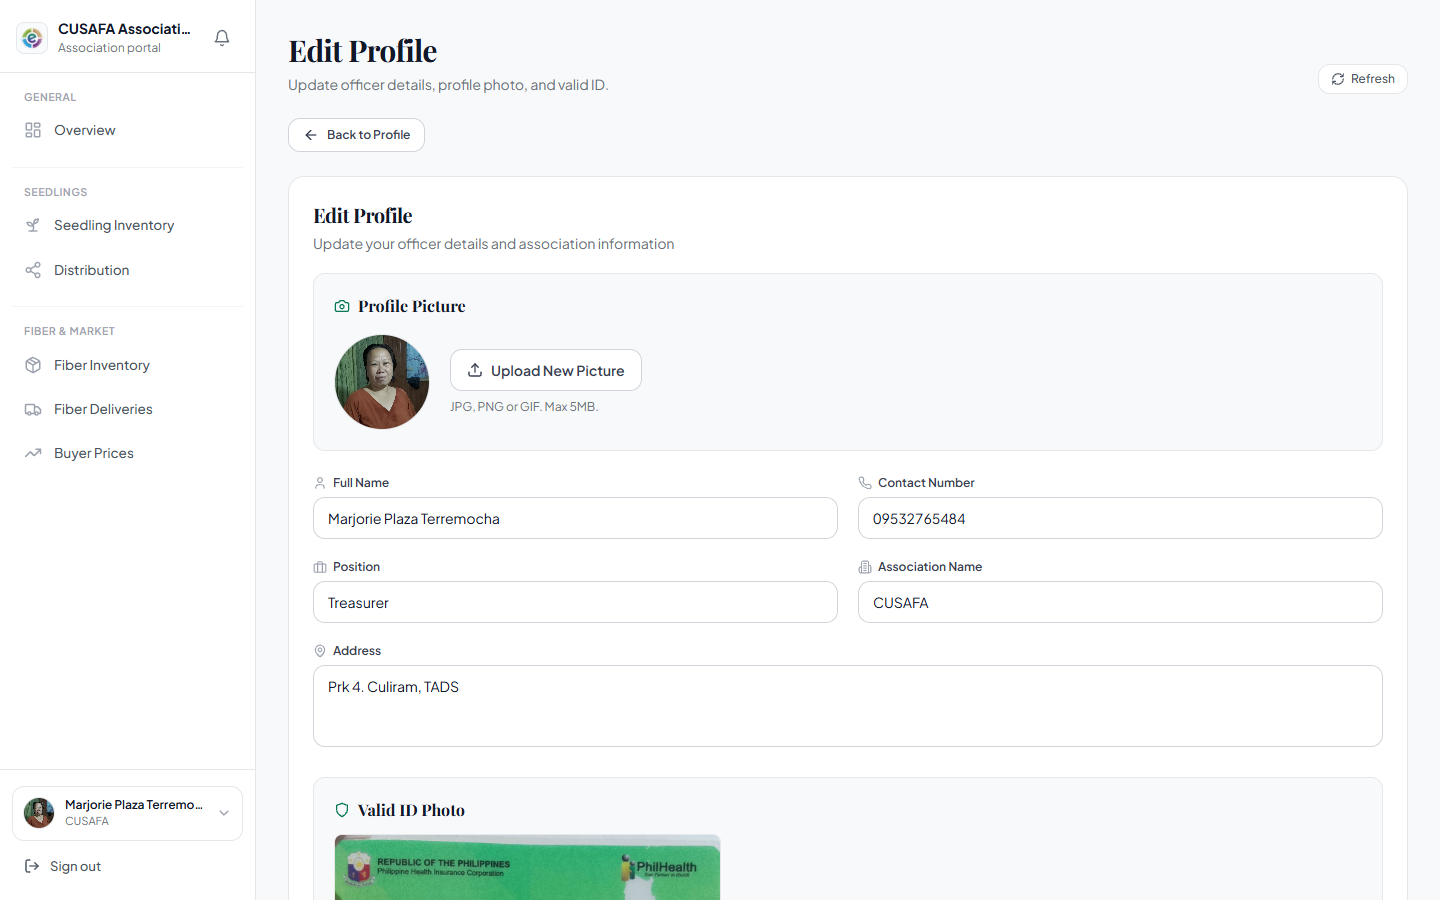 CUSAFA Associati...
Association portal
GENERAL
Overview
SEEDLINGS
Seedling Inventory
Distribution
FIBER & MARKET
Fiber Inventory
Fiber Deliveries
Buyer Prices
Marjorie Plaza Terremo...
CUSAFA
Sign out
Edit Profile
Update officer details, profile photo, and valid ID.
Refresh
Back to Profile
Edit Profile
Update your officer details and association information
Profile Picture
Upload New Picture
JPG, PNG or GIF. Max 5MB.
Full Name
Marjorie Plaza Terremocha
Contact Number
09532765484
Position
Treasurer
Association Name
CUSAFA
Address
Prk 4. Culiram, TADS
Valid ID Photo
REPUBLIC OF THE PHILIPPINES
Philippine Health Insurance Corporation
PhilHealth